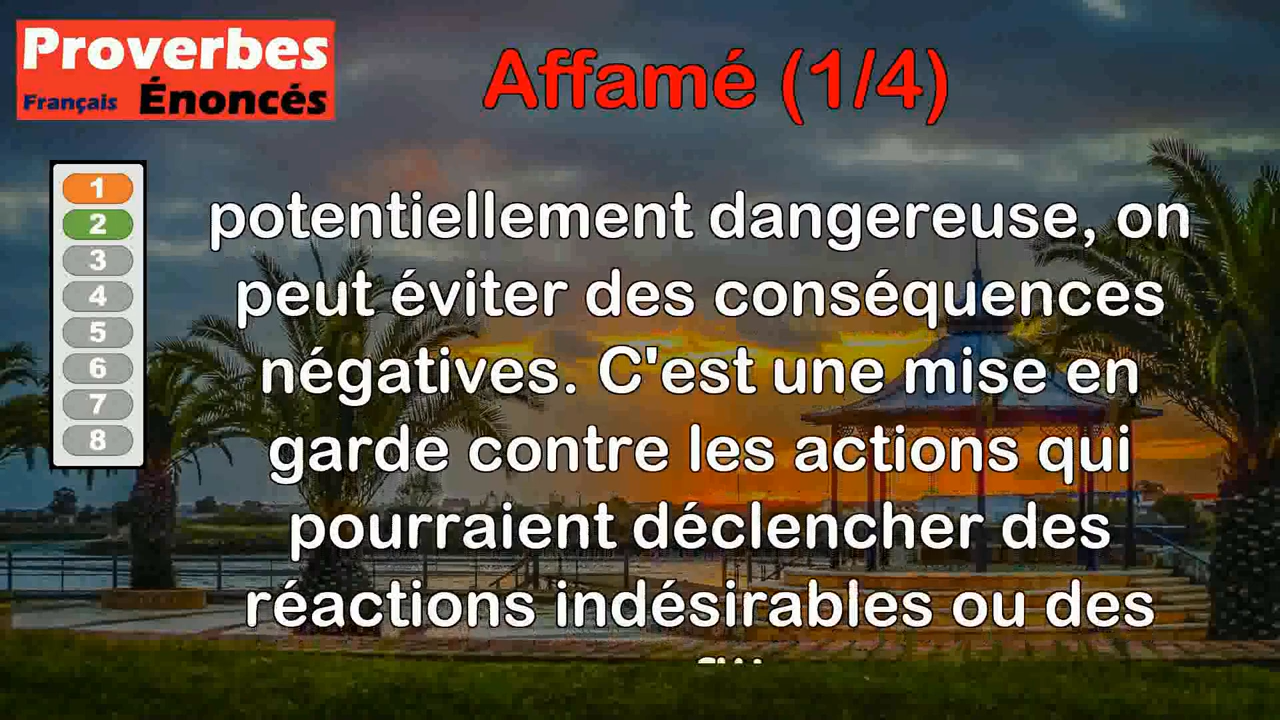 Proverbes
Français Énoncés
Affamé (1/4)
1
2
3
4
5
6
7
8
potentiellement dangereuse, on
peut éviter des conséquences
négatives. C'est une mise en
garde contre les actions qui
pourraient déclencher des
réactions indésirables ou des